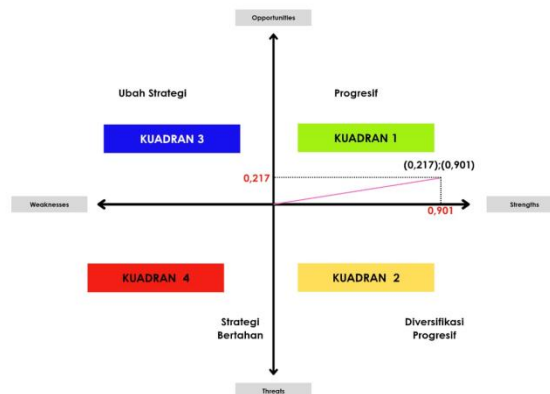 Opportunities
Ubah Strategi
Progresif
KUADRAN 3
KUADRAN 1
(0,217);(0,901)
0,217
Weaknesses
Strengths
0,901
KUADRAN 4
KUADRAN 2
Strategi
Bertahan
Diversifikasi
Progresif
Threats